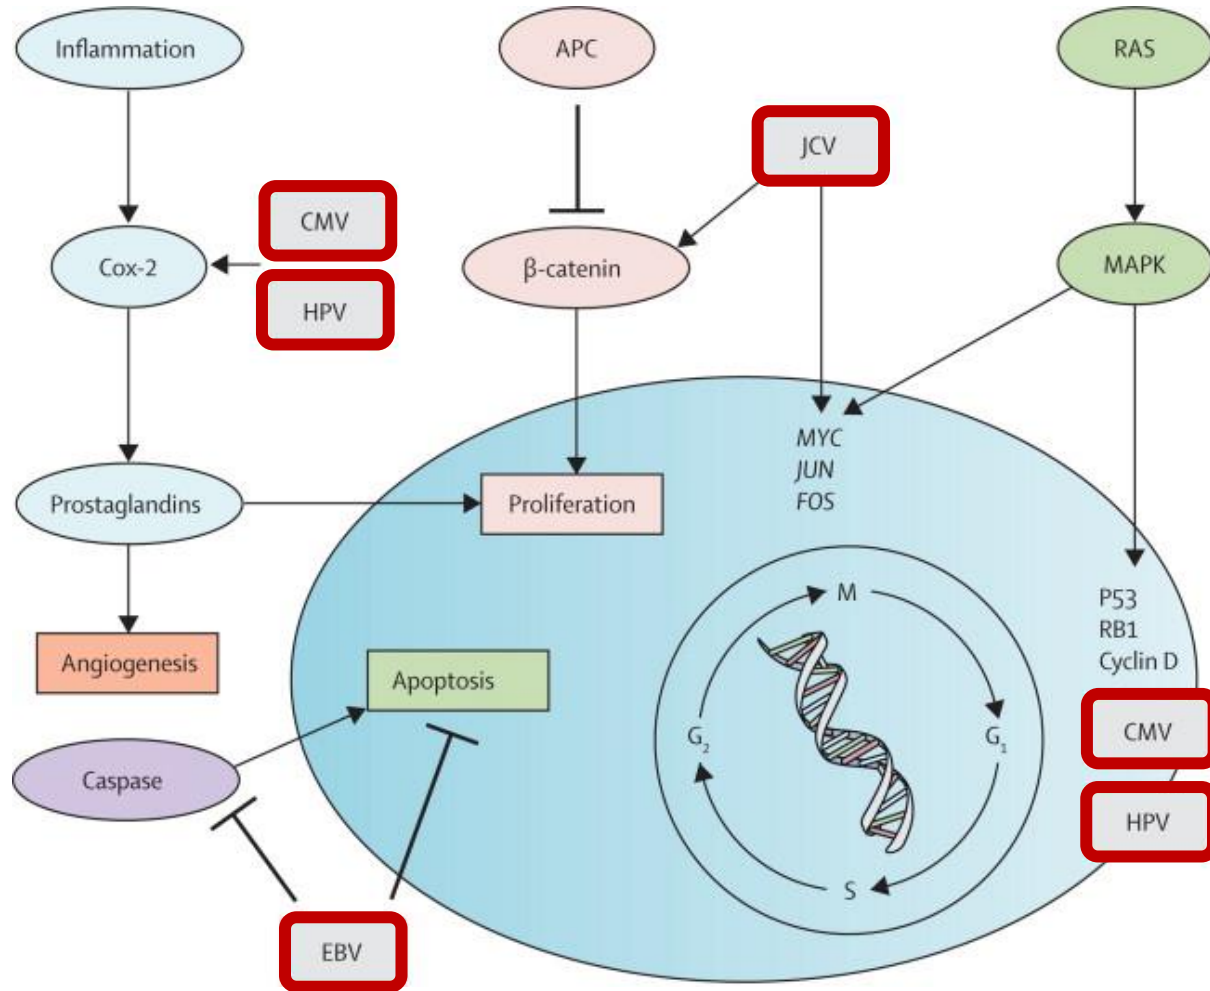 Inflammation
APC
RAS
JCV
CMV
Cox-2
β-catenin
MAPK
HPV
MYC
JUN
FOS
Prostaglandins
Proliferation
M
P53
RB1
Cyclin D
Angiogenesis
Apoptosis
G₂
G₁
CMV
Caspase
HPV
S
EBV